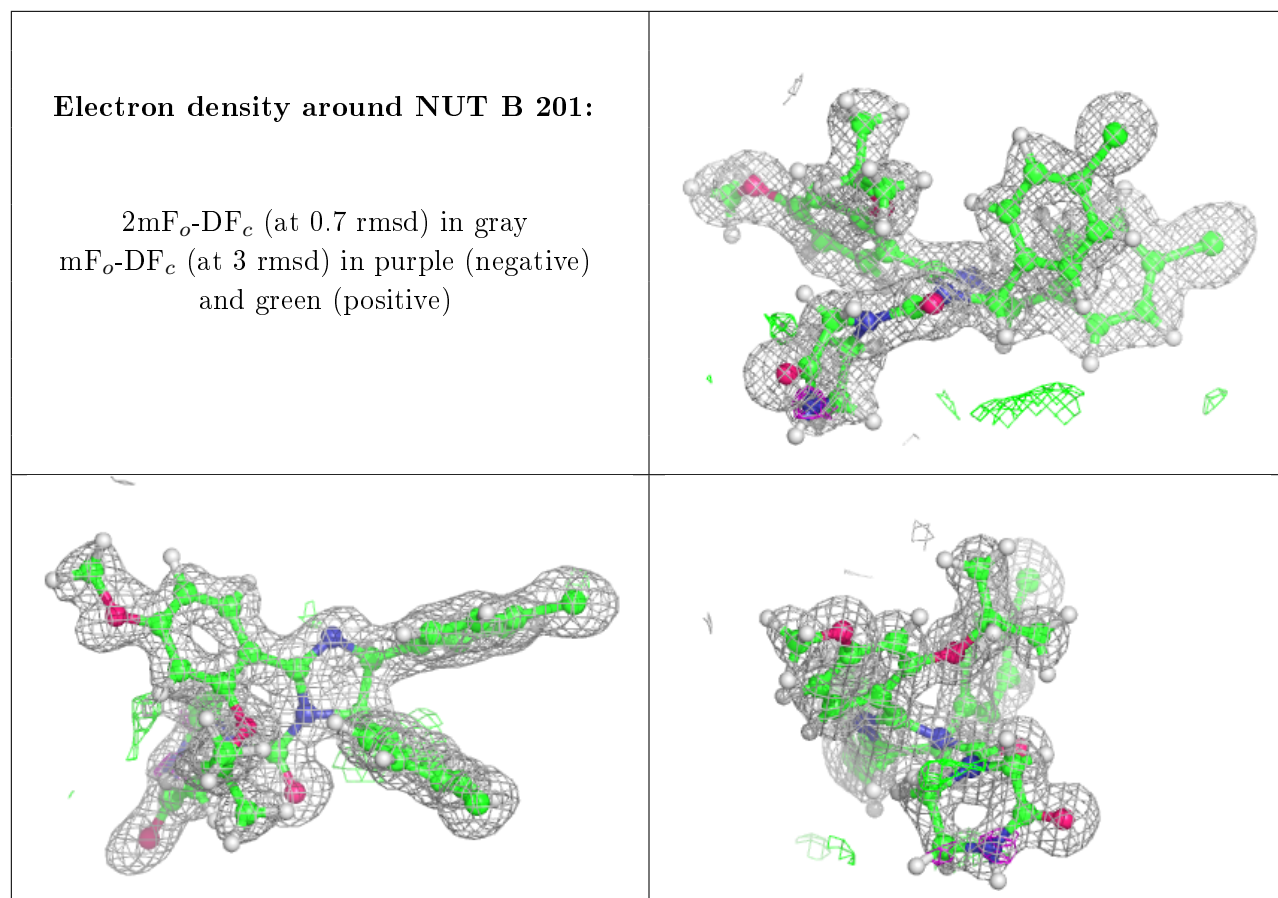 Electron density around NUT B 201:
2mFo-DFc (at 0.7 rmsd) in gray
mFo-DFc (at 3 rmsd) in purple (negative)
and green (positive)